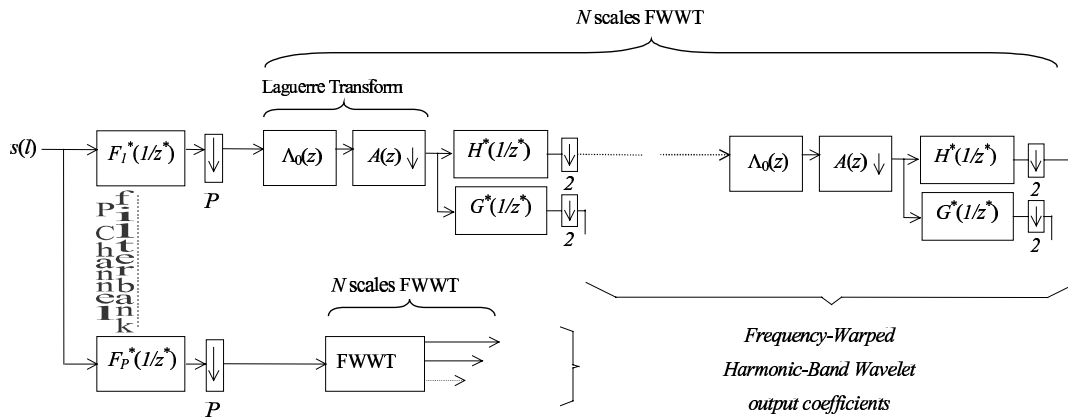 N scales FWWT
Laguerre Transform
s(l)
F₁*(1/z*)
P
Λ₀(z)
A(z) ↓
H*(1/z*)
2
G*(1/z*)
2
Λ₀(z)
A(z) ↓
H*(1/z*)
2
G*(1/z*)
2
P Channel
filterbank
N scales FWWT
F_P*(1/z*)
P
FWWT
Frequency-Warped
Harmonic-Band Wavelet
output coefficients